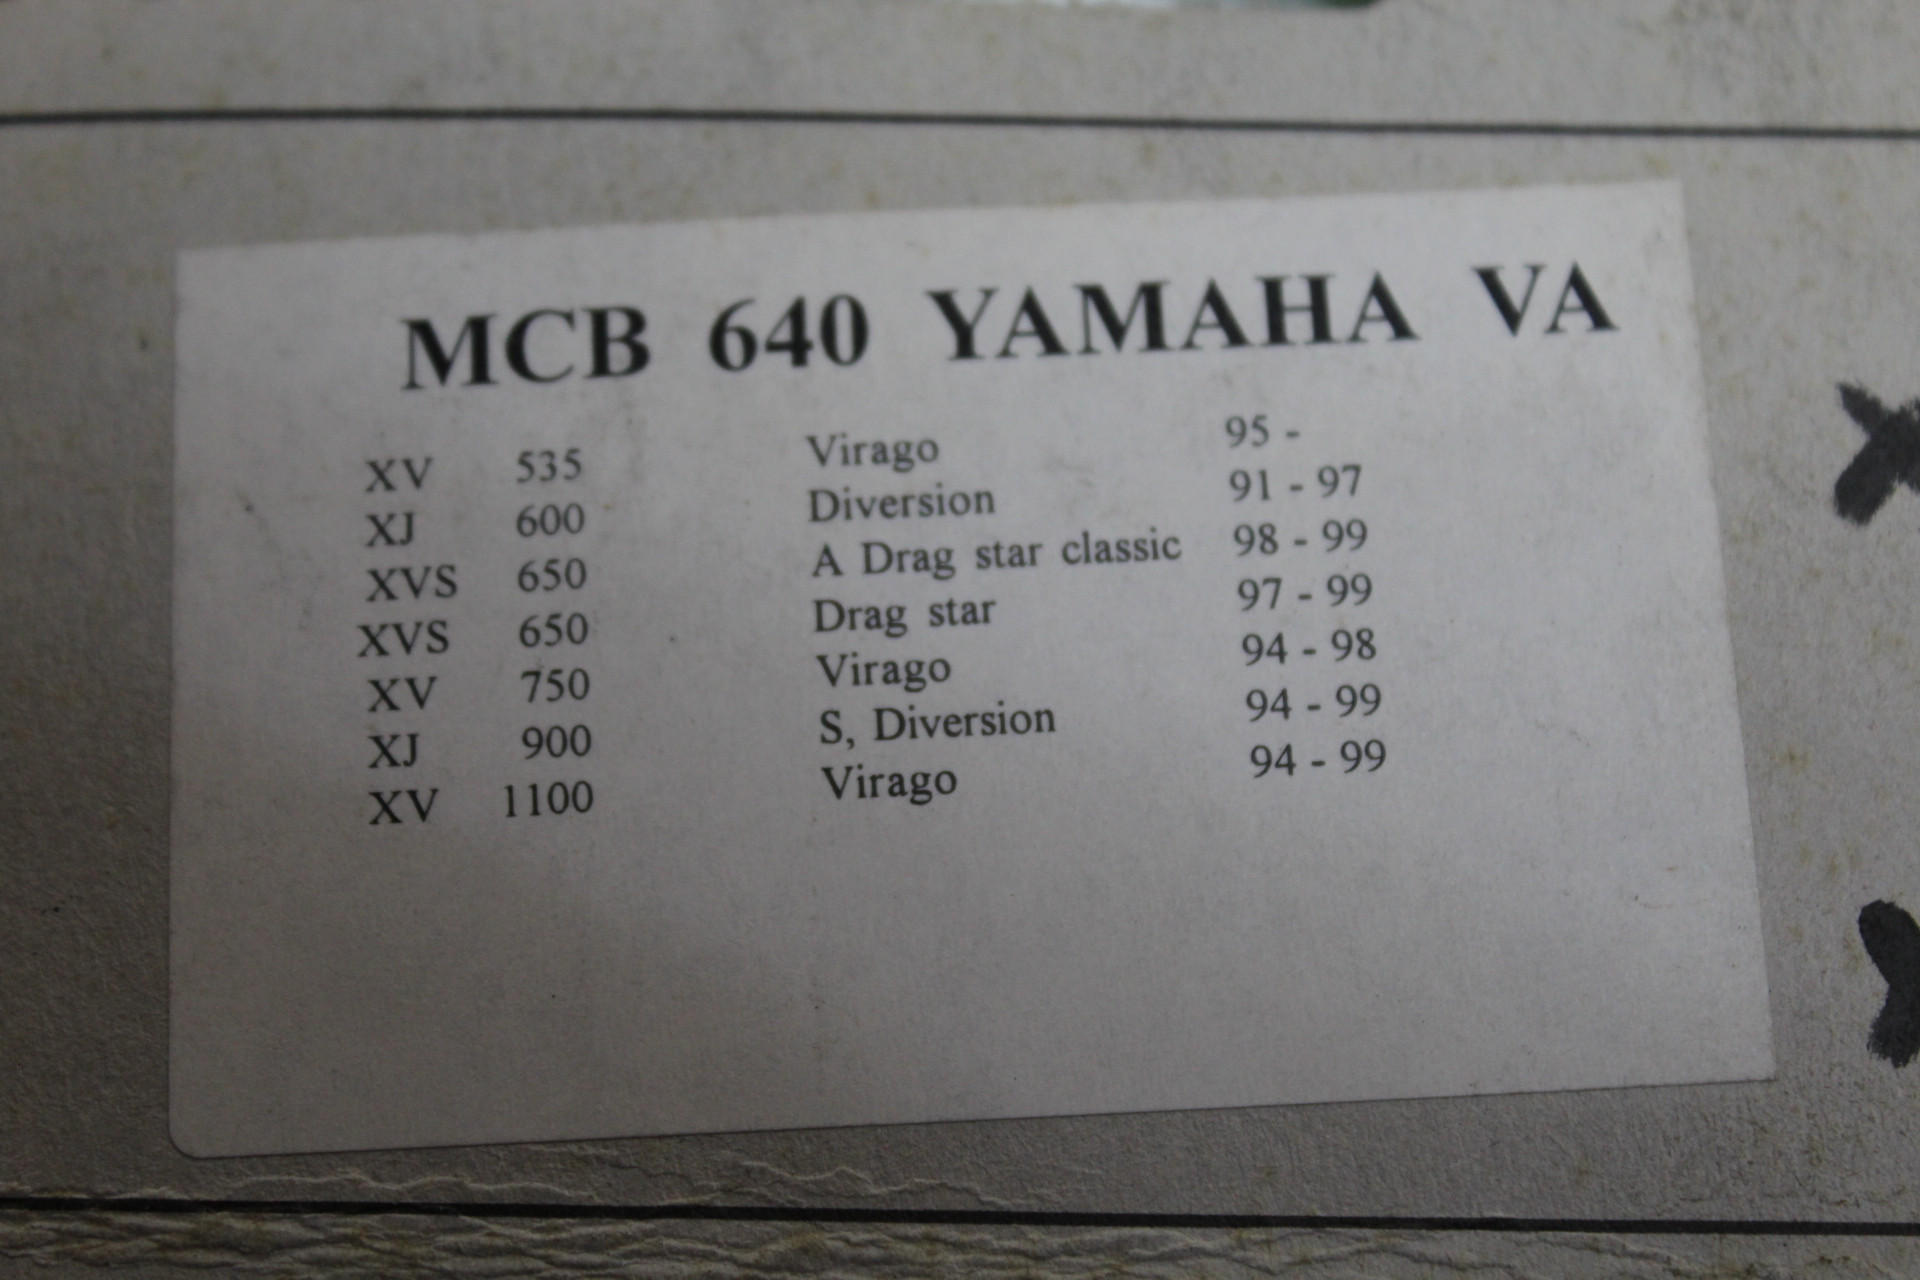 MCB 640 YAMAHA VA
XV 535 Virago 95 -
XJ 600 Diversion 91 - 97
XVS 650 A Drag star classic 98 - 99
XVS 650 Drag star 97 - 99
XV 750 Virago 94 - 98
XJ 900 S, Diversion 94 - 99
XV 1100 Virago 94 - 99